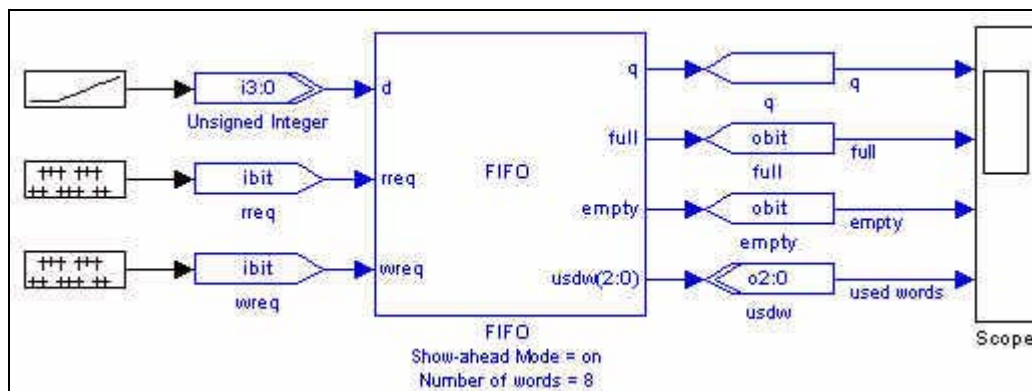 i3:0
Unsigned Integer
ibit
rreq
ibit
wreq
d
rreq
wreq
FIFO
q
full
empty
usdw(2:0)
FIFO
Show-ahead Mode = on
Number of words = 8
q
obit
full
obit
empty
o2:0
usdw
q
full
empty
used words
Scope